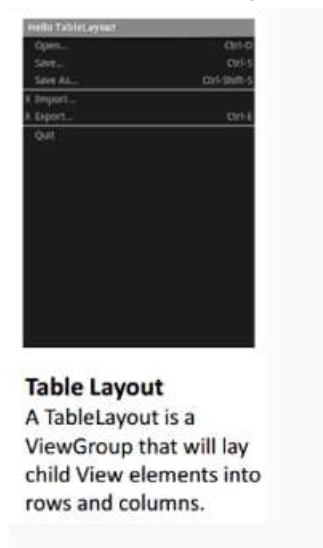 Hello TableLayout
Open... Ctrl-O
Save... Ctrl-S
Save As... Ctrl-Shift-S
X Import...
X Export... Ctrl-E
Quit
Table Layout
A TableLayout is a
ViewGroup that will lay
child View elements into
rows and columns.